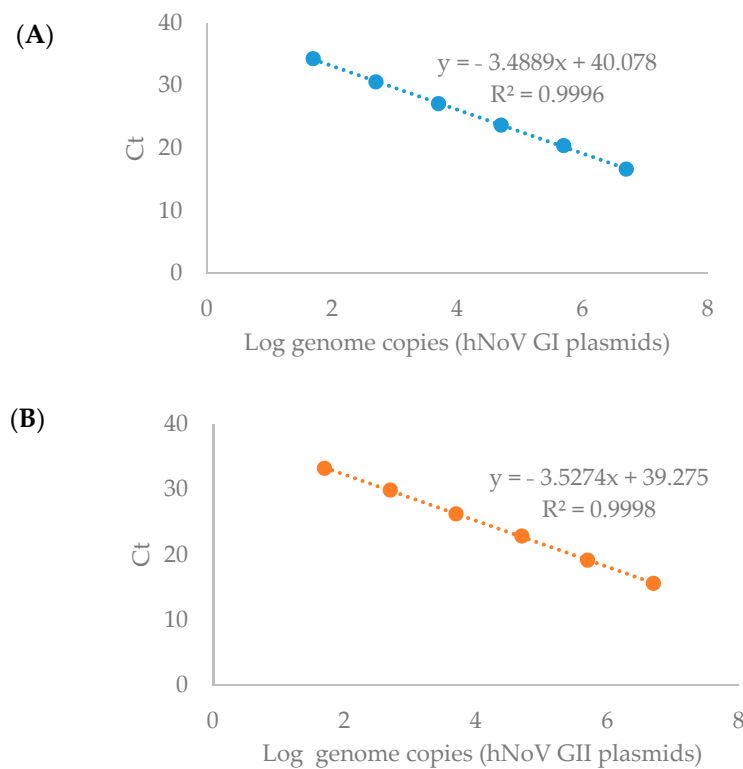 (A)
40
30
20
10
0
Ct
y = - 3.4889x + 40.078
R² = 0.9996
0 2 4 6 8
Log genome copies (hNoV GI plasmids)
(B)
40
30
20
10
0
Ct
y = - 3.5274x + 39.275
R² = 0.9998
0 2 4 6 8
Log genome copies (hNoV GII plasmids)